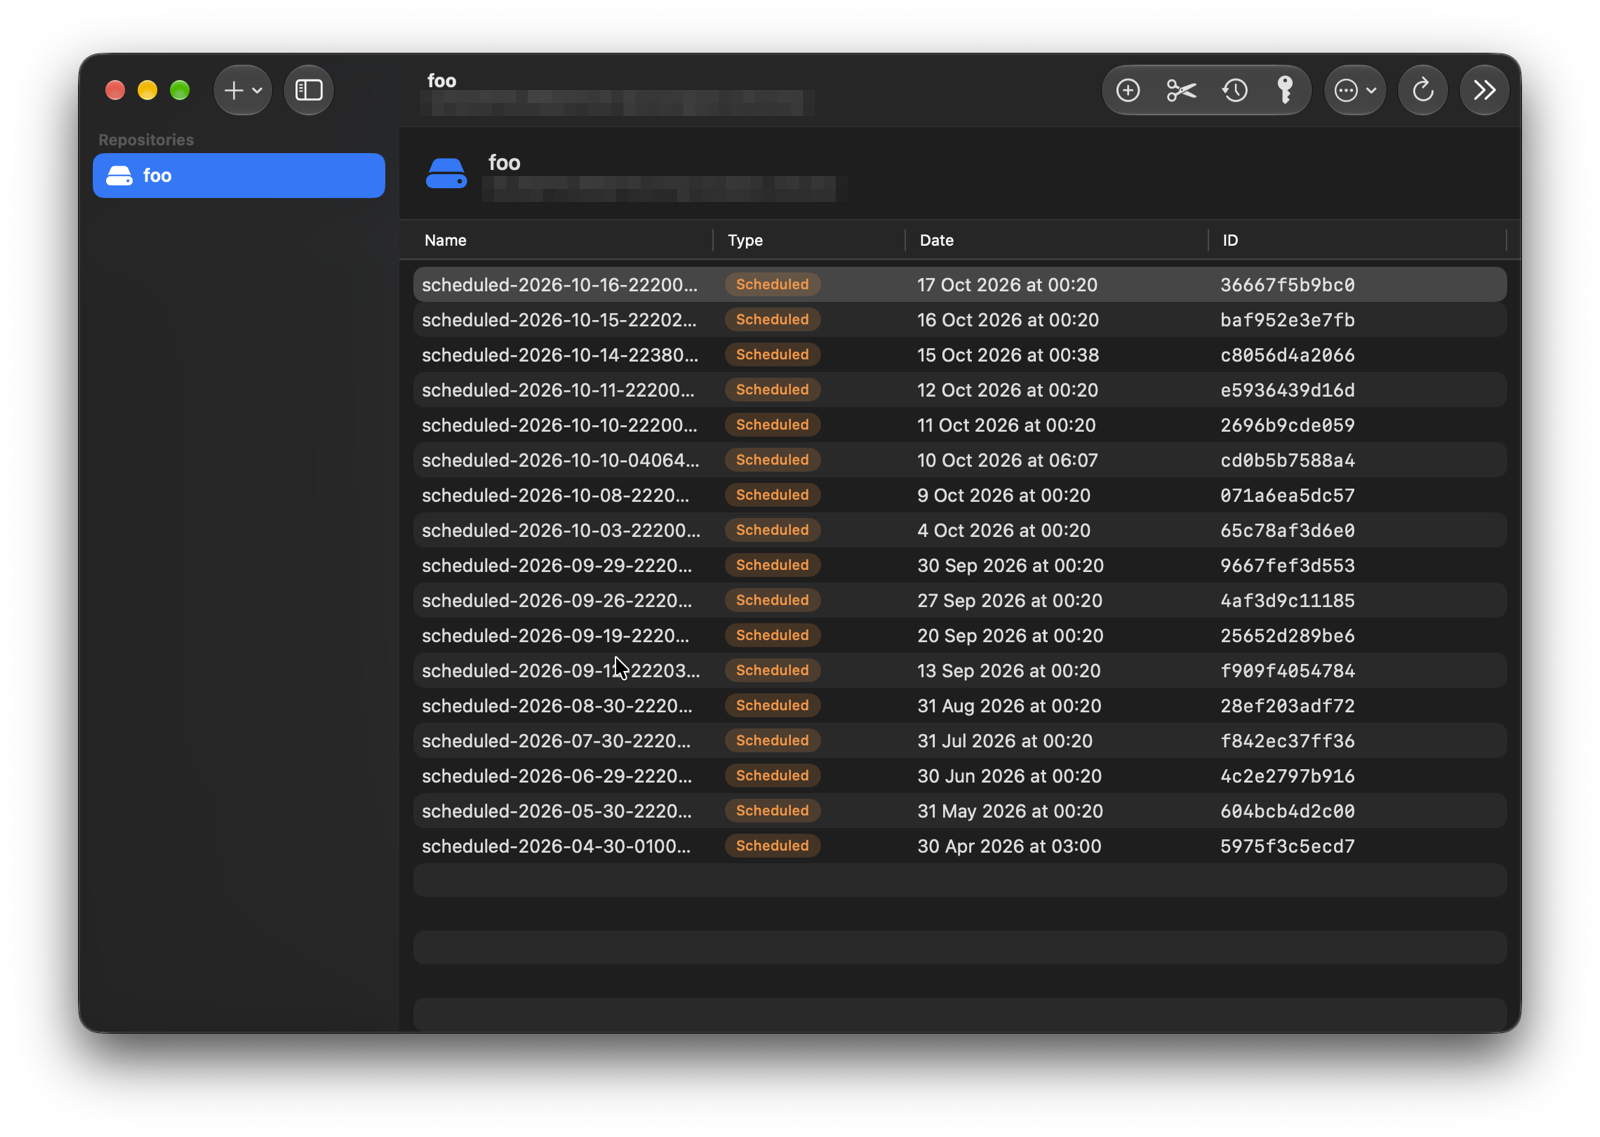 foo
Repositories
foo
foo
Name Type Date ID
scheduled-2026-10-16-22200... Scheduled 17 Oct 2026 at 00:20 36667f5b9bc0
scheduled-2026-10-15-22202... Scheduled 16 Oct 2026 at 00:20 baf952e3e7fb
scheduled-2026-10-14-22380... Scheduled 15 Oct 2026 at 00:38 c8056d4a2066
scheduled-2026-10-11-22200... Scheduled 12 Oct 2026 at 00:20 e5936439d16d
scheduled-2026-10-10-22200... Scheduled 11 Oct 2026 at 00:20 2696b9cde059
scheduled-2026-10-10-04064... Scheduled 10 Oct 2026 at 06:07 cd0b5b7588a4
scheduled-2026-10-08-2220... Scheduled 9 Oct 2026 at 00:20 071a6ea5dc57
scheduled-2026-10-03-22200... Scheduled 4 Oct 2026 at 00:20 65c78af3d6e0
scheduled-2026-09-29-2220... Scheduled 30 Sep 2026 at 00:20 9667fef3d553
scheduled-2026-09-26-2220... Scheduled 27 Sep 2026 at 00:20 4af3d9c11185
scheduled-2026-09-19-2220... Scheduled 20 Sep 2026 at 00:20 25652d289be6
scheduled-2026-09-12-22203... Scheduled 13 Sep 2026 at 00:20 f909f4054784
scheduled-2026-08-30-2220... Scheduled 31 Aug 2026 at 00:20 28ef203adf72
scheduled-2026-07-30-2220... Scheduled 31 Jul 2026 at 00:20 f842ec37ff36
scheduled-2026-06-29-2220... Scheduled 30 Jun 2026 at 00:20 4c2e2797b916
scheduled-2026-05-30-2220... Scheduled 31 May 2026 at 00:20 604bcb4d2c00
scheduled-2026-04-30-0100... Scheduled 30 Apr 2026 at 03:00 5975f3c5ecd7